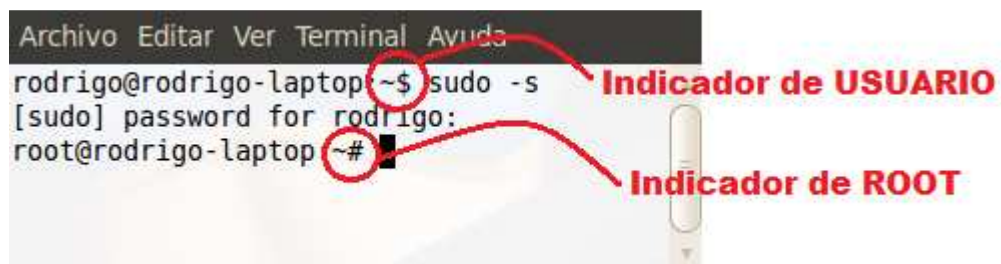 Archivo Editar Ver Terminal Ayuda
rodrigo@rodrigo-laptop:~$ sudo -s
Indicador de USUARIO
[sudo] password for rodrigo:
root@rodrigo-laptop:~#
Indicador de ROOT